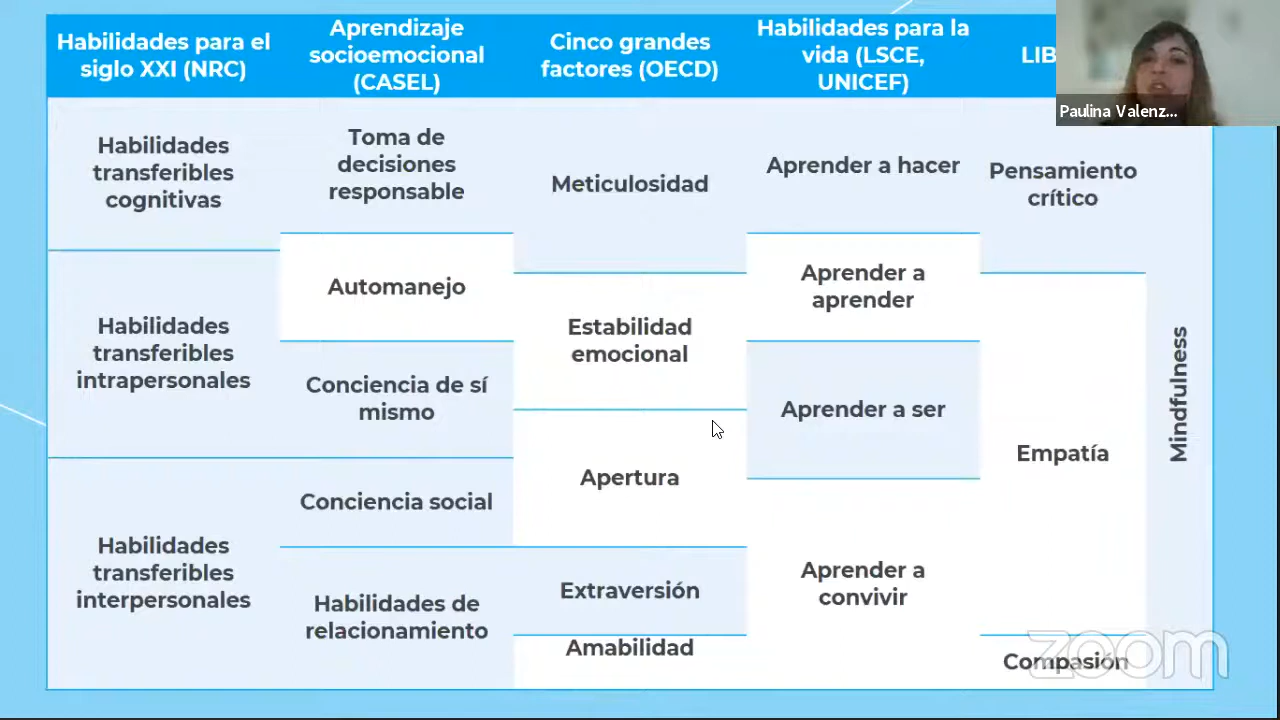 Habilidades para el
siglo XXI (NRC)
Aprendizaje
socioemocional
(CASEL)
Cinco grandes
factores (OECD)
Habilidades para la
vida (LSCE,
UNICEF)
Paulina Valenz...
Habilidades
transferibles
cognitivas
Toma de
decisiones
responsable
Meticulosidad
Aprender a hacer
Pensamiento
crítico
Automanejo
Aprender a
aprender
Habilidades
transferibles
intrapersonales
Estabilidad
emocional
Conciencia de sí
mismo
Aprender a ser
Mindfulness
Empatía
Apertura
Conciencia social
Habilidades
transferibles
interpersonales
Extraversión
Aprender a
convivir
Habilidades de
relacionamiento
Amabilidad
Compasión
zoom